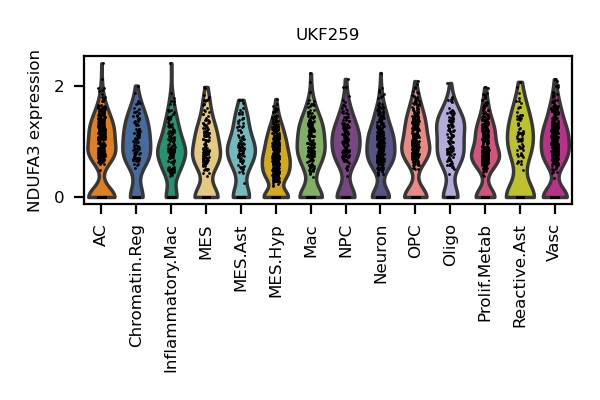 UKF259
NDUFA3 expression
2
0
AC
Chromatin.Reg
Inflammatory.Mac
MES
MES.Ast
MES.Hyp
Mac
NPC
Neuron
OPC
Oligo
Prolif.Metab
Reactive.Ast
Vasc